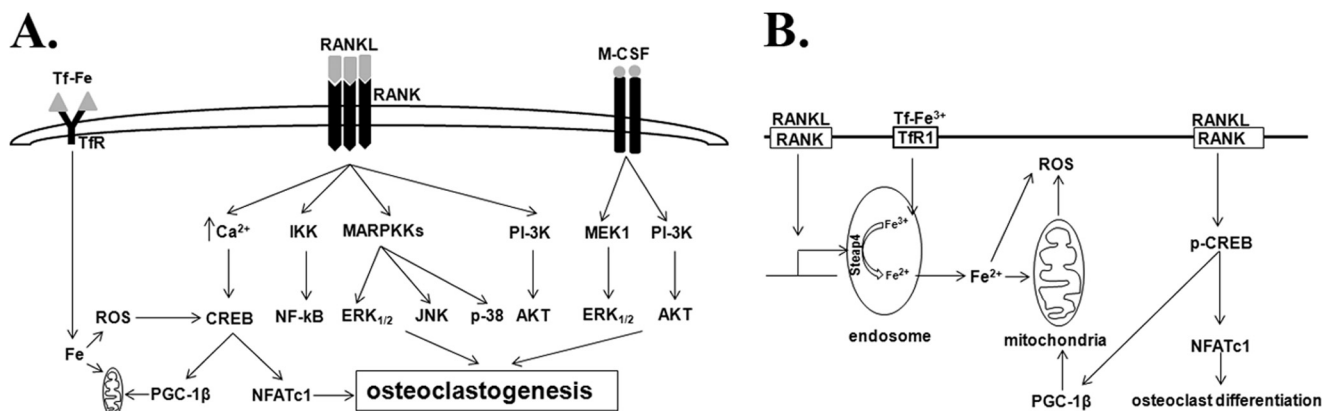 A.
RANKL
M-CSF
Tf-Fe
RANK
TfR
Ca²⁺
IKK
MARPKKs
PI-3K
MEK1
PI-3K
ROS
CREB
NF-kB
ERK₁/₂
JNK
p-38
AKT
ERK₁/₂
AKT
Fe
PGC-1β
NFATc1
osteoclastogenesis
B.
RANKL
RANK
Tf-Fe³⁺
TfR1
RANKL
RANK
ROS
Steap4
Fe³⁺
Fe²⁺
Fe²⁺
p-CREB
endosome
mitochondria
NFATc1
PGC-1β
osteoclast differentiation